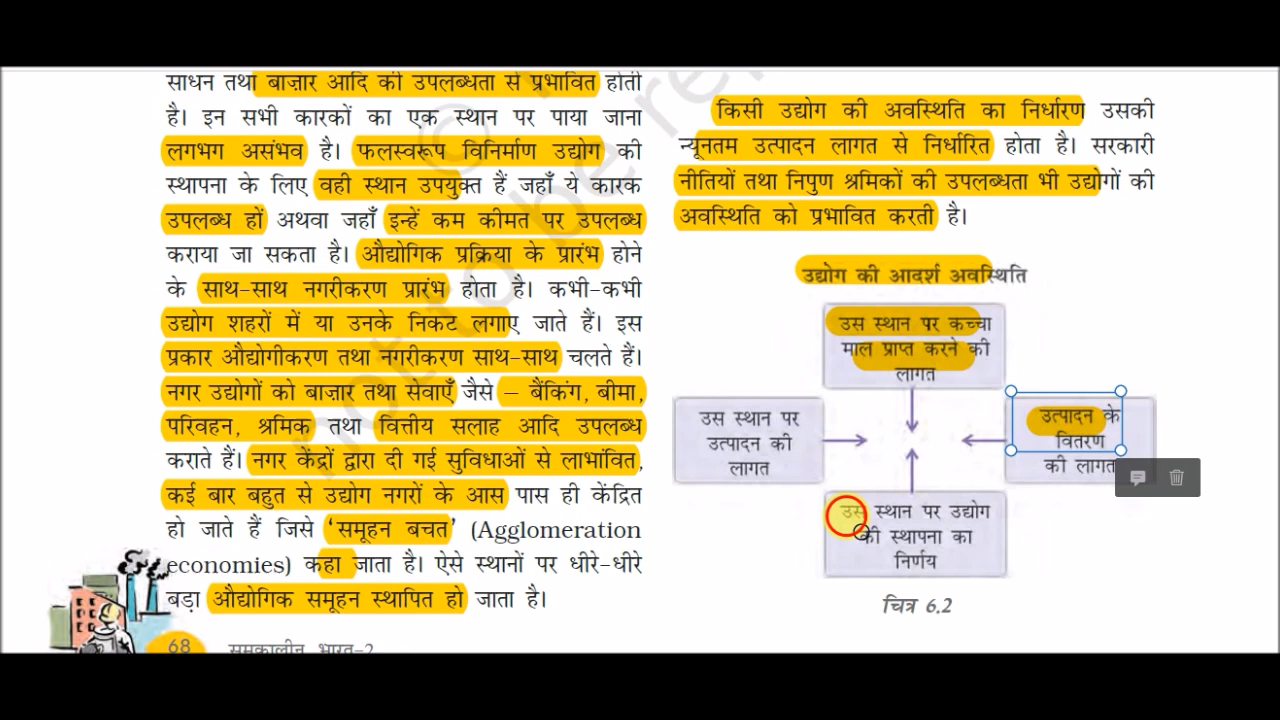 साधन तथा बाज़ार आदि की उपलब्धता से प्रभावित होती
है। इन सभी कारकों का एक स्थान पर पाया जाना
लगभग असंभव है। फलस्वरूप विनिर्माण उद्योग की
स्थापना के लिए वही स्थान उपयुक्त हैं जहाँ ये कारक
उपलब्ध हों अथवा जहाँ इन्हें कम कीमत पर उपलब्ध
कराया जा सकता है। औद्योगिक प्रक्रिया के प्रारंभ होने
के साथ-साथ नगरीकरण प्रारंभ होता है। कभी-कभी
उद्योग शहरों में या उनके निकट लगाए जाते हैं। इस
प्रकार औद्योगीकरण तथा नगरीकरण साथ-साथ चलते हैं।
नगर उद्योगों को बाज़ार तथा सेवाएँ जैसे – बैंकिंग, बीमा,
परिवहन, श्रमिक तथा वित्तीय सलाह आदि उपलब्ध
कराते हैं। नगर केंद्रों द्वारा दी गई सुविधाओं से लाभांवित,
कई बार बहुत से उद्योग नगरों के आस पास ही केंद्रित
हो जाते हैं जिसे 'समूहन बचत' (Agglomeration
economies) कहा जाता है। ऐसे स्थानों पर धीरे-धीरे
बड़ा औद्योगिक समूहन स्थापित हो जाता है।
68 समकालीन भारत-2
किसी उद्योग की अवस्थिति का निर्धारण उसकी
न्यूनतम उत्पादन लागत से निर्धारित होता है। सरकारी
नीतियों तथा निपुण श्रमिकों की उपलब्धता भी उद्योगों की
अवस्थिति को प्रभावित करती है।
उद्योग की आदर्श अवस्थिति
उस स्थान पर कच्चा
माल प्राप्त करने की
लागत
उस स्थान पर
उत्पादन की
लागत
उत्पादन के
वितरण
की लागत
उस स्थान पर उद्योग
की स्थापना का
निर्णय
चित्र 6.2